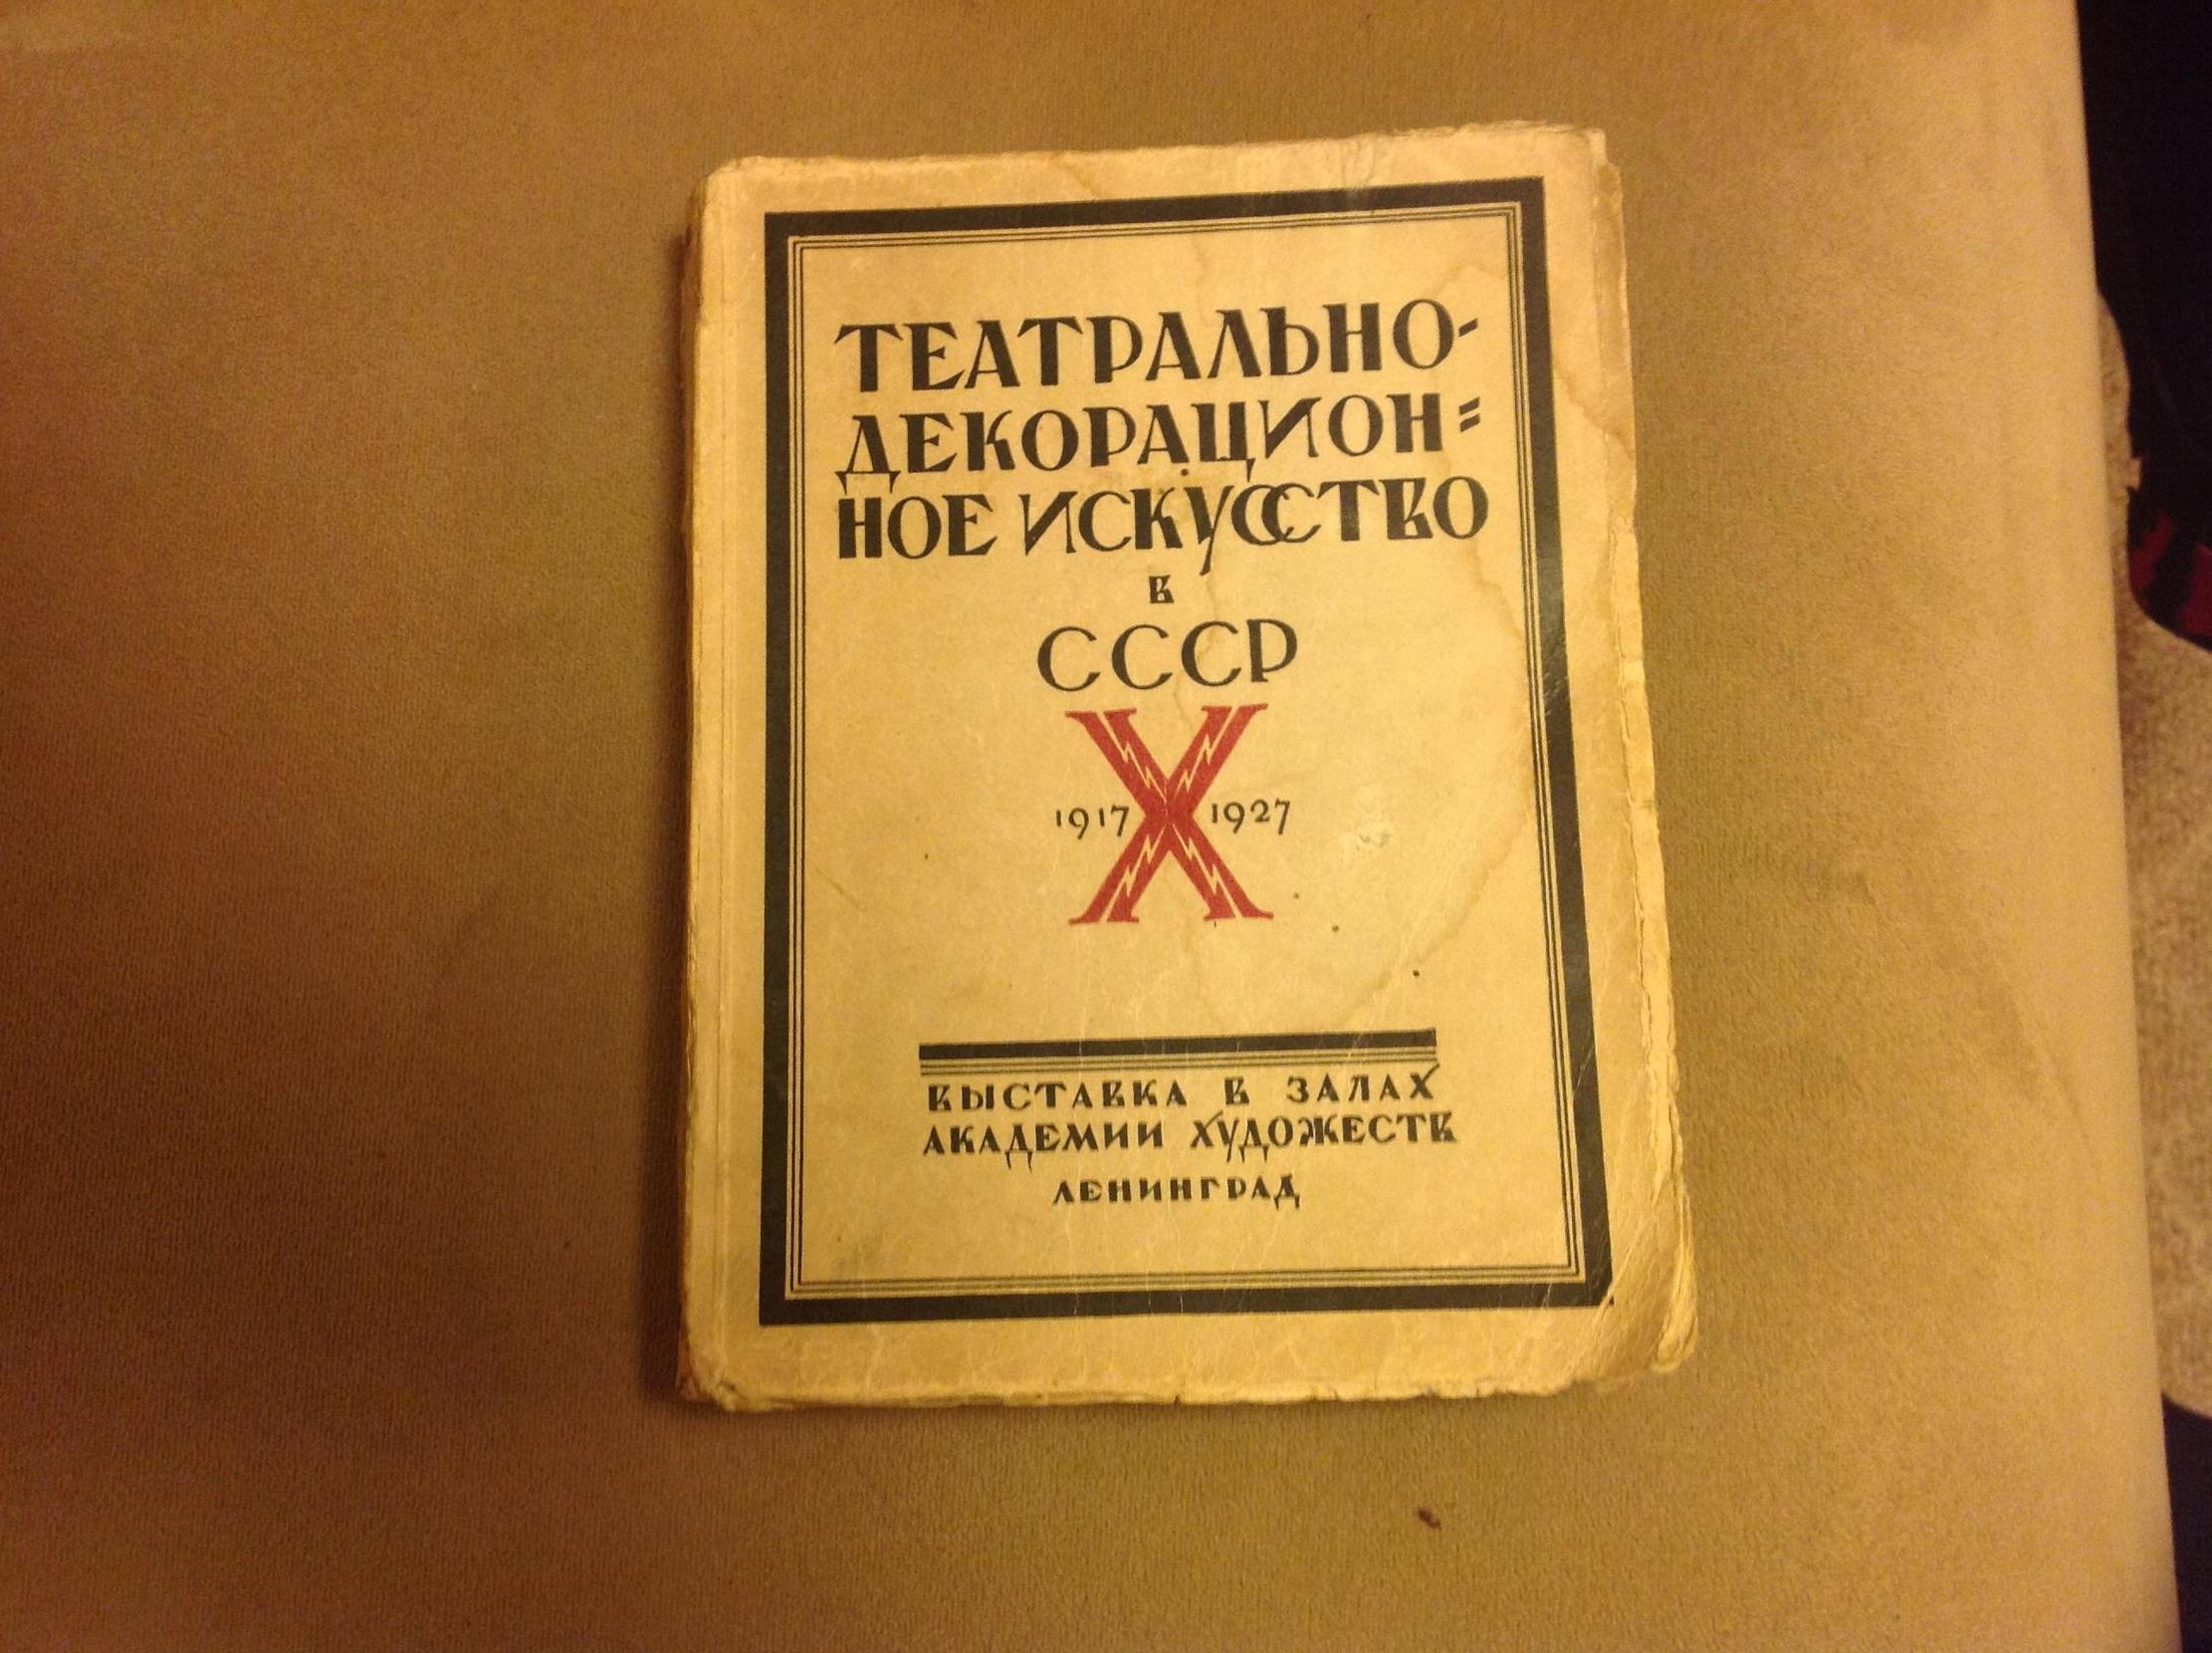 ТЕАТРАЛЬНО-
ДЕКОРАЦИОН=
НОЕ ИСКУССТВО
В
СССР
X
1917 1927
ВЫСТАВКА В ЗАЛАХ
АКАДЕМИИ ХУДОЖЕСТВ
ЛЕНИНГРАД